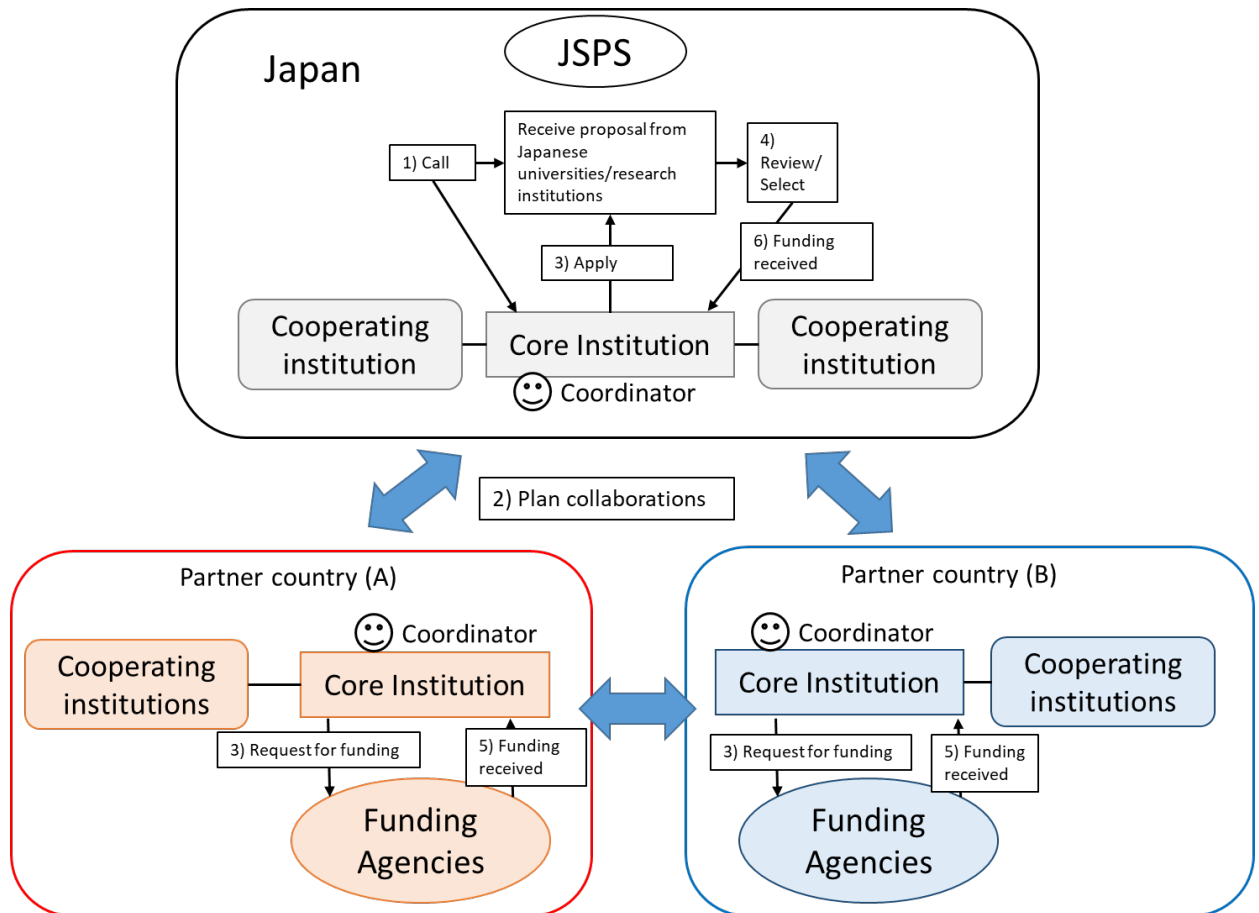 JSPS
Japan
1) Call
Receive proposal from
Japanese
universities/research
institutions
4)
Review/
Select
3) Apply
6) Funding
received
Cooperating
institution
Core Institution
Cooperating
institution
Coordinator
2) Plan collaborations
Partner country (A)
Coordinator
Cooperating
institutions
Core Institution
3) Request for funding
5) Funding
received
Funding
Agencies
Partner country (B)
Coordinator
Core Institution
Cooperating
institutions
3) Request for funding
5) Funding
received
Funding
Agencies